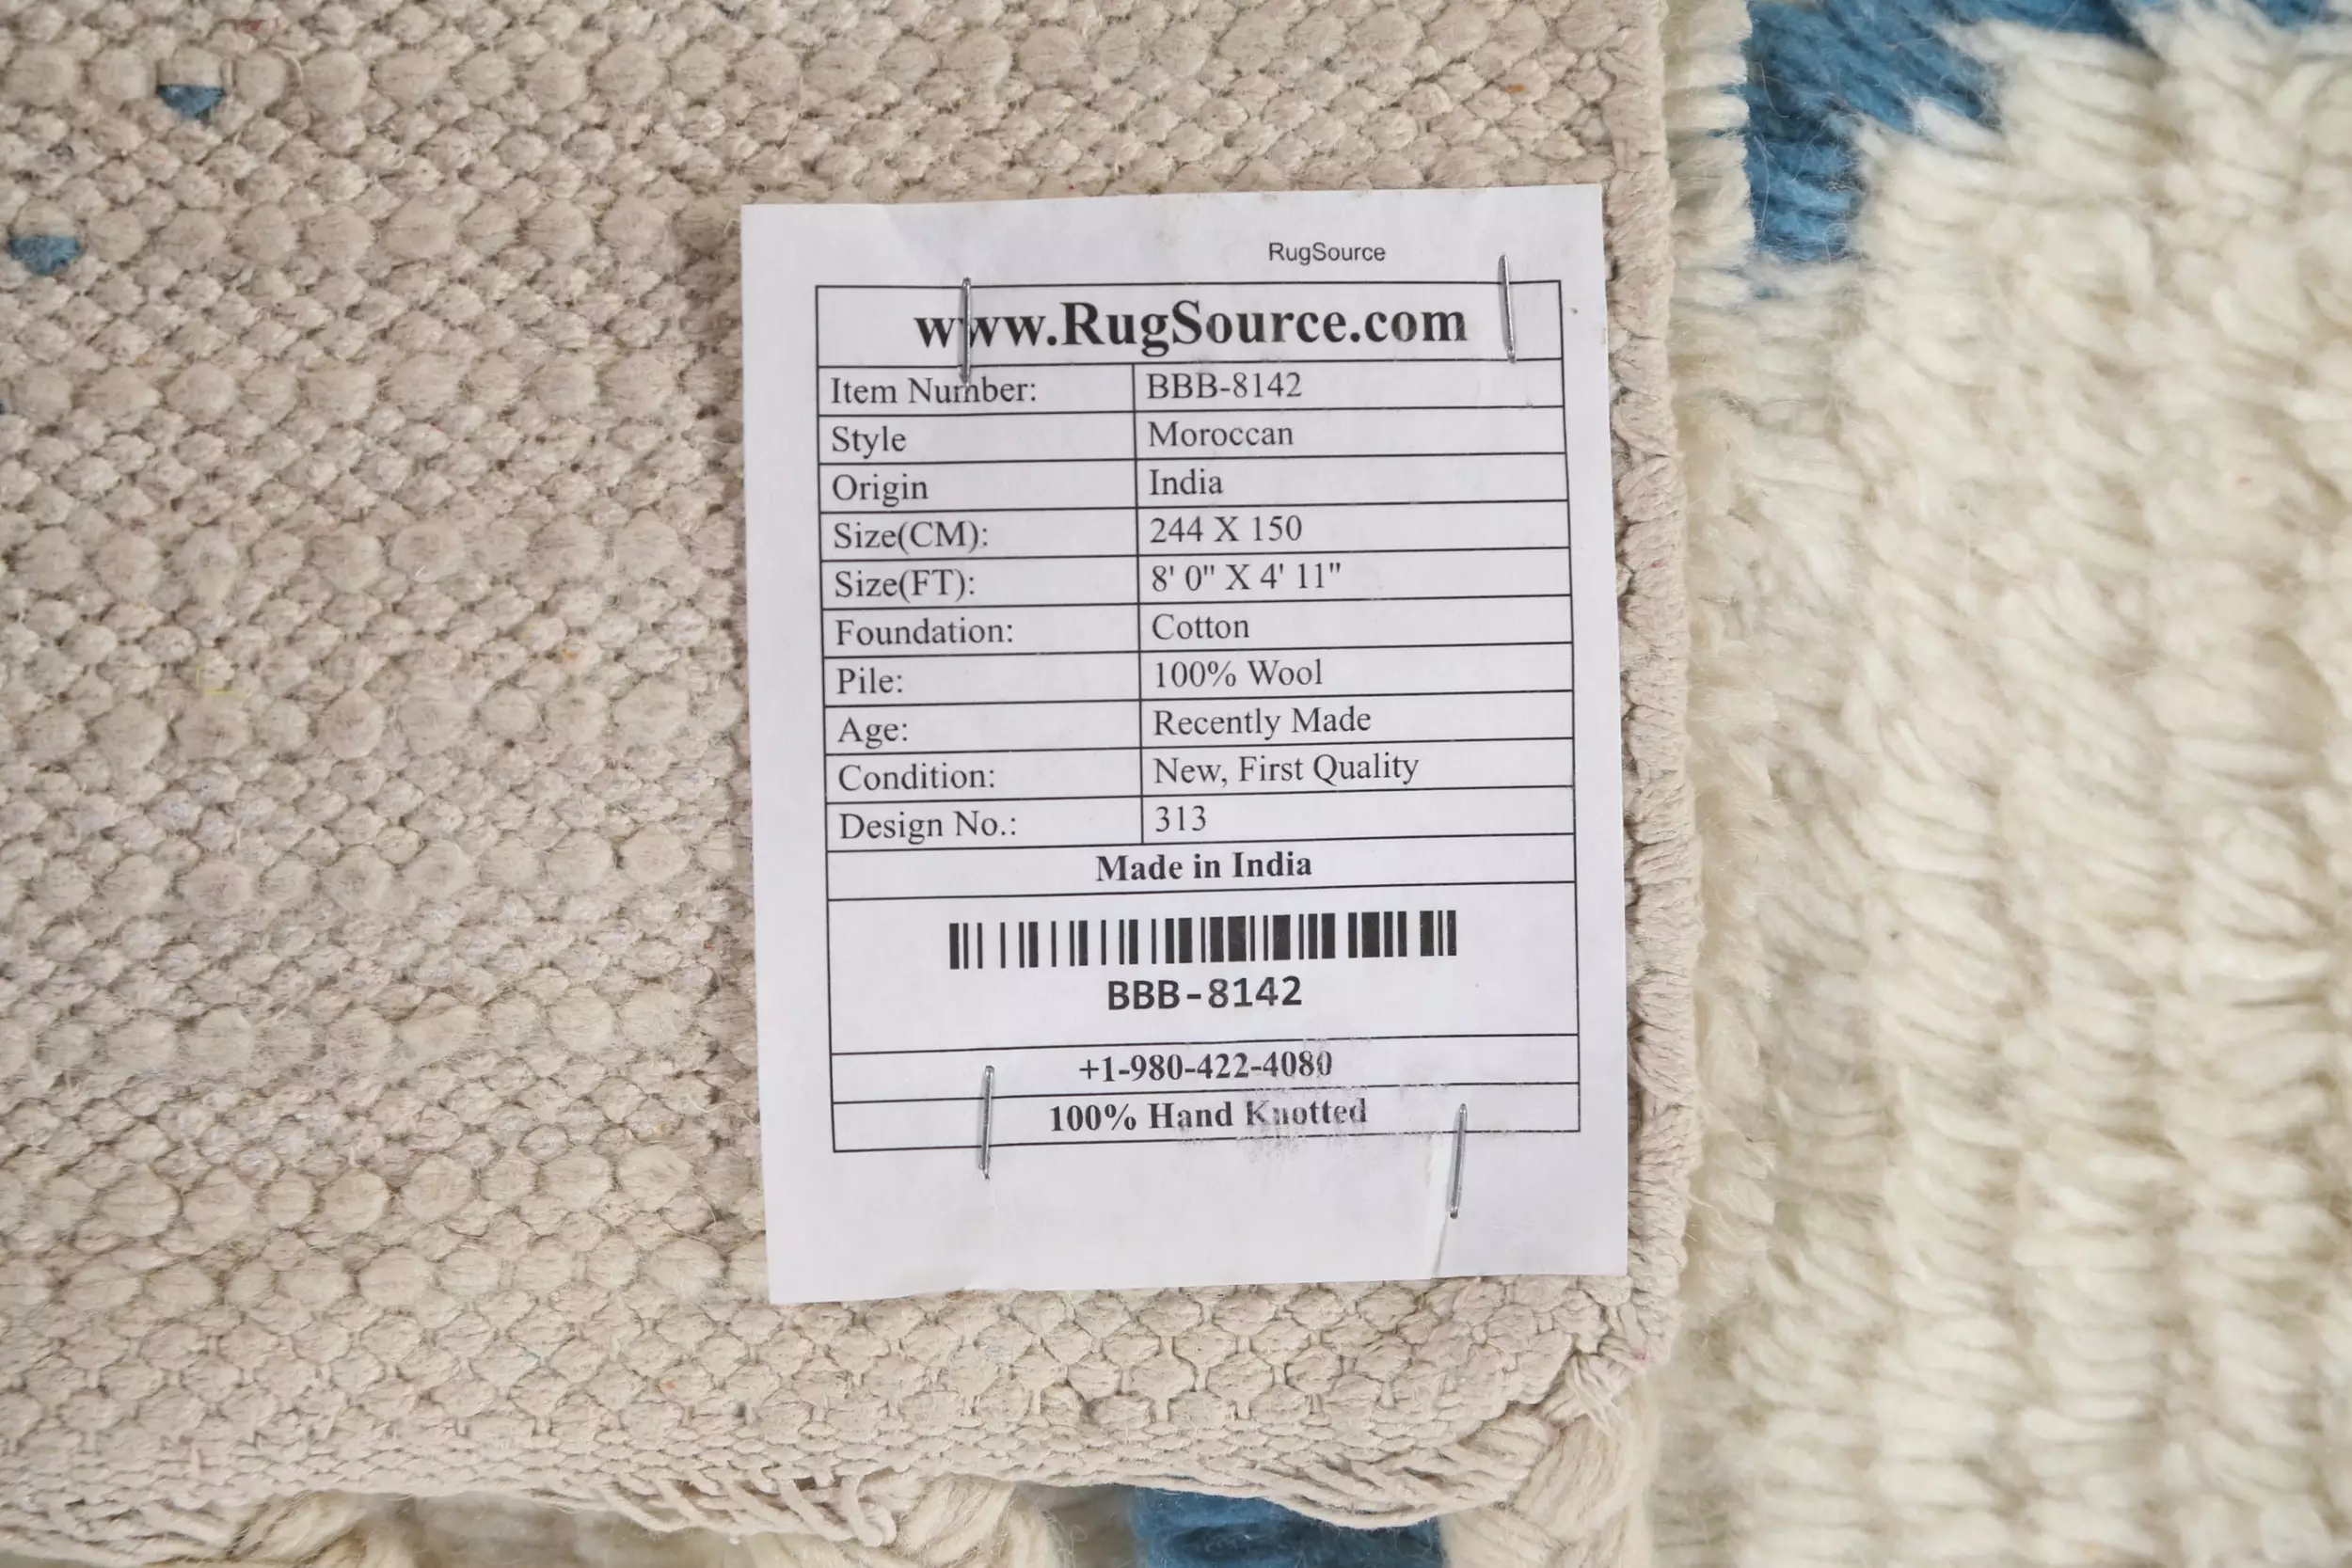 RugSource
www.RugSource.com
Item Number: BBB-8142
Style Moroccan
Origin India
Size(CM): 244 X 150
Size(FT): 8' 0" X 4' 11"
Foundation: Cotton
Pile: 100% Wool
Age: Recently Made
Condition: New, First Quality
Design No.: 313
Made in India
BBB-8142
+1-980-422-4080
100% Hand Knotted